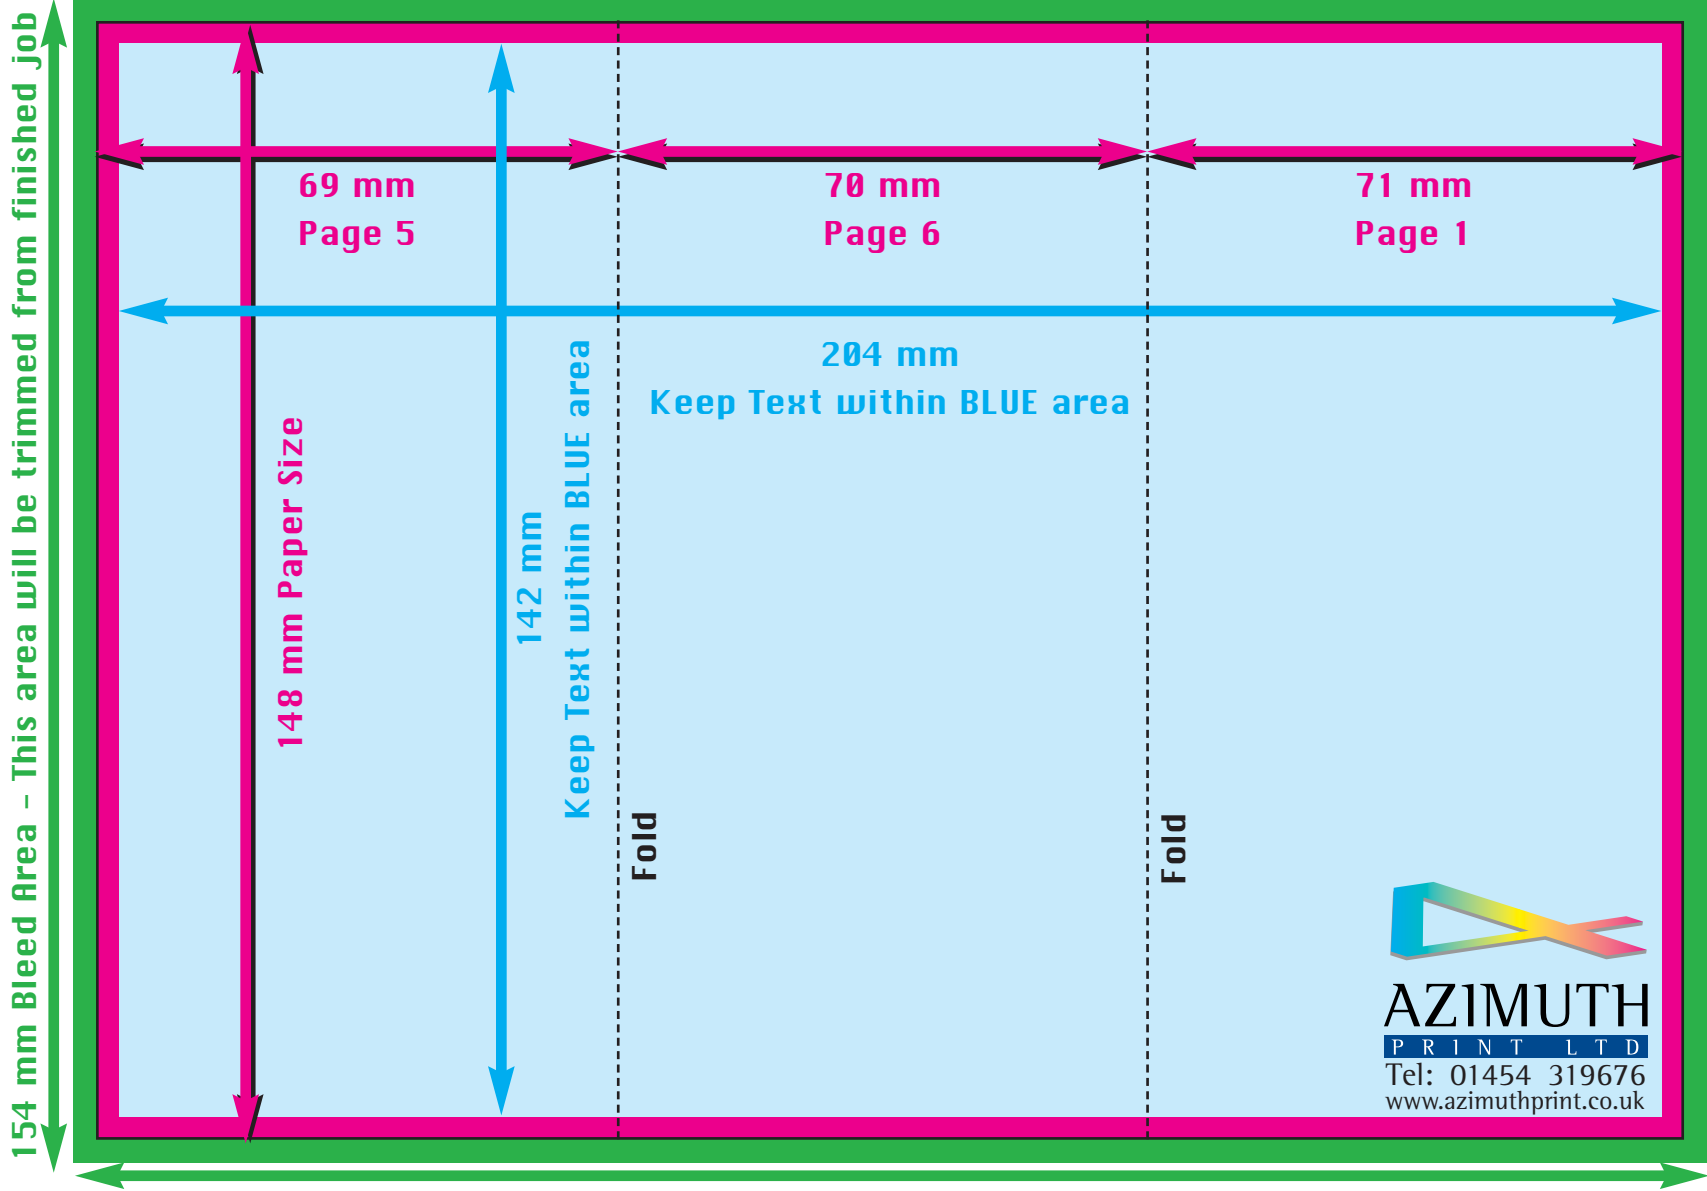 154 mm Bleed Area - This area will be trimmed from finished job
69 mm
Page 5
70 mm
Page 6
71 mm
Page 1
204 mm
Keep Text within BLUE area
148 mm Paper Size
142 mm
Keep Text within BLUE area
Fold
Fold
AZIMUTH
PRINT LTD
Tel: 01454 319676
www.azimuthprint.co.uk